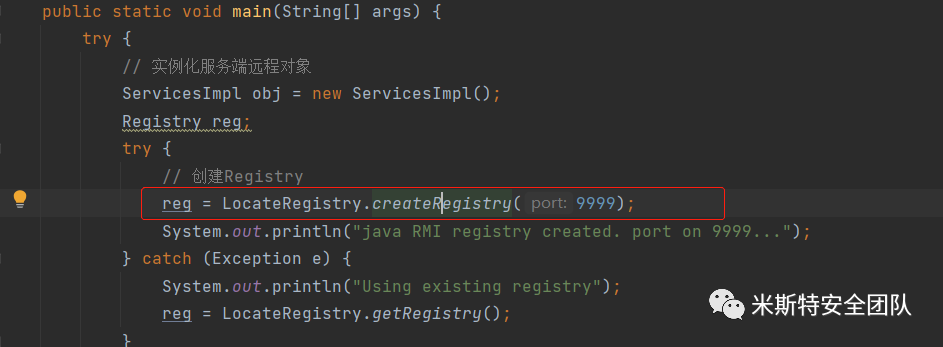 public static void main(String[] args) {
try {
// 实例化服务端远程对象
ServicesImpl obj = new ServicesImpl();
Registry reg;
try {
// 创建Registry
reg = LocateRegistry.createRegistry( port: 9999);
System.out.println("java RMI registry created. port on 9999...");
} catch (Exception e) {
System.out.println("Using existing registry");
reg = LocateRegistry.getRegistry();
}
米斯特安全团队